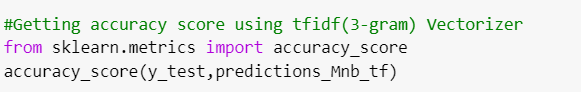 #Getting accuracy score using tfidf(3-gram) Vectorizer
from sklearn.metrics import accuracy_score
accuracy_score(y_test,predictions_Mnb_tf)